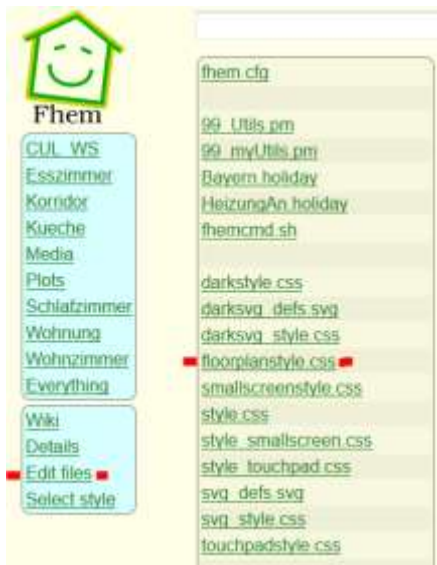 Fhem
CUL_WS
Esszimmer
Korridor
Kueche
Media
Plots
Schlafzimmer
Wohnung
Wohnzimmer
Everything
Wiki
Details
Edit files
Select style
fhem.cfg
99_Utils.pm
99_myUtils.pm
Bayern.holiday
HeizungAn.holiday
fhemcmd.sh
darkstyle.css
darksvg_defs.svg
darksvg_style.css
floorplanstyle.css
smallscreenstyle.css
style.css
style_smallscreen.css
style_touchpad.css
svg_defs.svg
svg_style.css
touchpadstyle.css